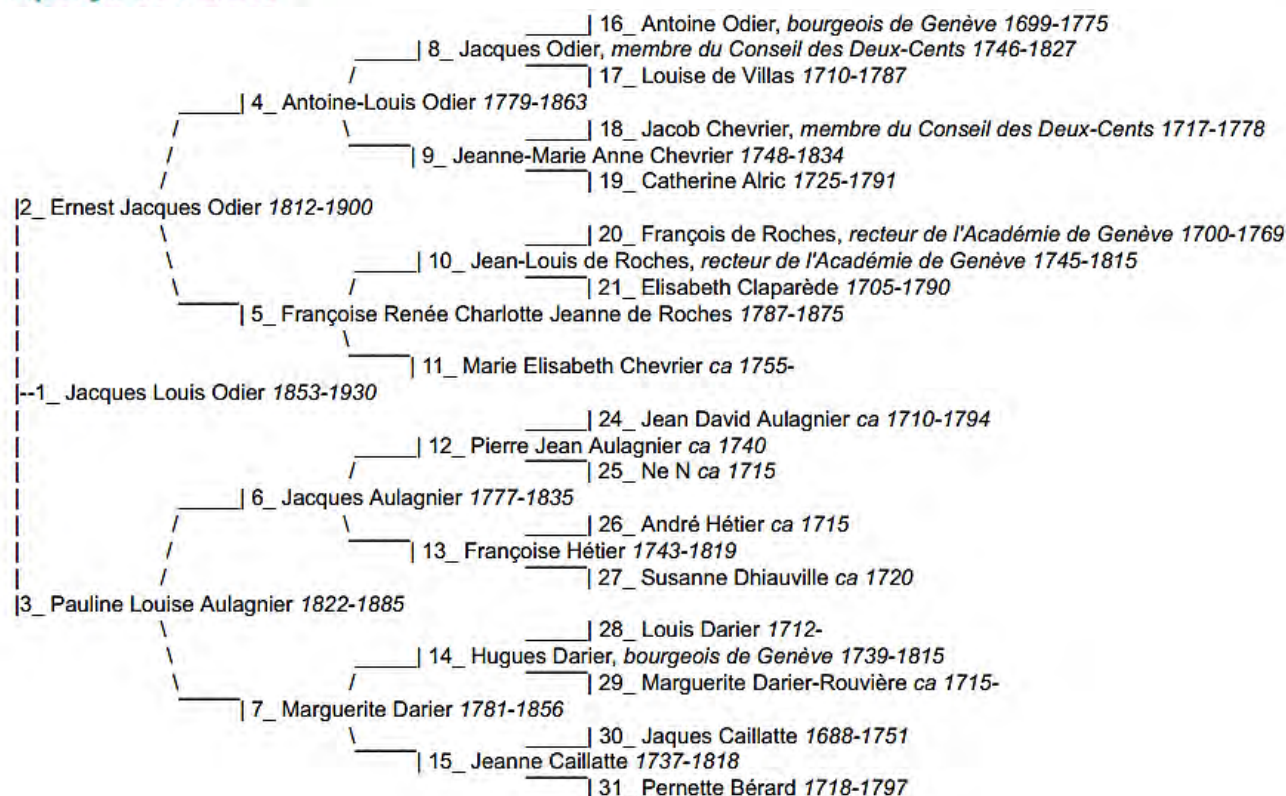 16_ Antoine Odier, bourgeois de Genève 1699-1775
8_ Jacques Odier, membre du Conseil des Deux-Cents 1746-1827
17_ Louise de Villas 1710-1787
4_ Antoine-Louis Odier 1779-1863
18_ Jacob Chevrier, membre du Conseil des Deux-Cents 1717-1778
9_ Jeanne-Marie Anne Chevrier 1748-1834
19_ Catherine Alric 1725-1791
2_ Ernest Jacques Odier 1812-1900
20_ François de Roches, recteur de l'Académie de Genève 1700-1769
10_ Jean-Louis de Roches, recteur de l'Académie de Genève 1745-1815
21_ Elisabeth Claparède 1705-1790
5_ Françoise Renée Charlotte Jeanne de Roches 1787-1875
11_ Marie Elisabeth Chevrier ca 1755-
--1_ Jacques Louis Odier 1853-1930
24_ Jean David Aulagnier ca 1710-1794
12_ Pierre Jean Aulagnier ca 1740
25_ Ne N ca 1715
6_ Jacques Aulagnier 1777-1835
26_ André Hétier ca 1715
13_ Françoise Hétier 1743-1819
27_ Susanne Dhiauville ca 1720
3_ Pauline Louise Aulagnier 1822-1885
28_ Louis Darier 1712-
14_ Hugues Darier, bourgeois de Genève 1739-1815
29_ Marguerite Darier-Rouvière ca 1715-
7_ Marguerite Darier 1781-1856
30_ Jaques Caillatte 1688-1751
15_ Jeanne Caillatte 1737-1818
31_ Pernette Bérard 1718-1797